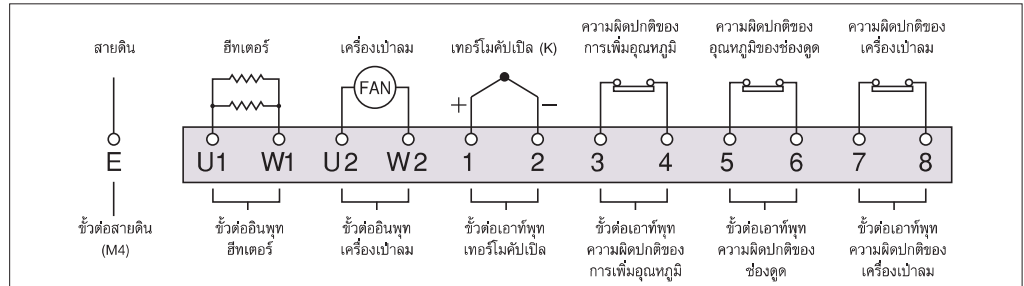 สายดิน
ฮีทเตอร์
เครื่องเป่าลม
เทอร์โมคัปเปิล (K)
ความผิดปกติของ
การเพิ่มอุณหภูมิ
ความผิดปกติของ
อุณหภูมิของช่องดูด
ความผิดปกติของ
เครื่องเป่าลม
FAN
+
−
E
U1
W1
U2
W2
1
2
3
4
5
6
7
8
ขั้วต่อสายดิน
(M4)
ขั้วต่ออินพุท
ฮีทเตอร์
ขั้วต่ออินพุท
เครื่องเป่าลม
ขั้วต่อเอาท์พุท
เทอร์โมคัปเปิล
ขั้วต่อเอาท์พุท
ความผิดปกติของ
การเพิ่มอุณหภูมิ
ขั้วต่อเอาท์พุท
ความผิดปกติของ
ช่องดูด
ขั้วต่อเอาท์พุท
ความผิดปกติของ
เครื่องเป่าลม